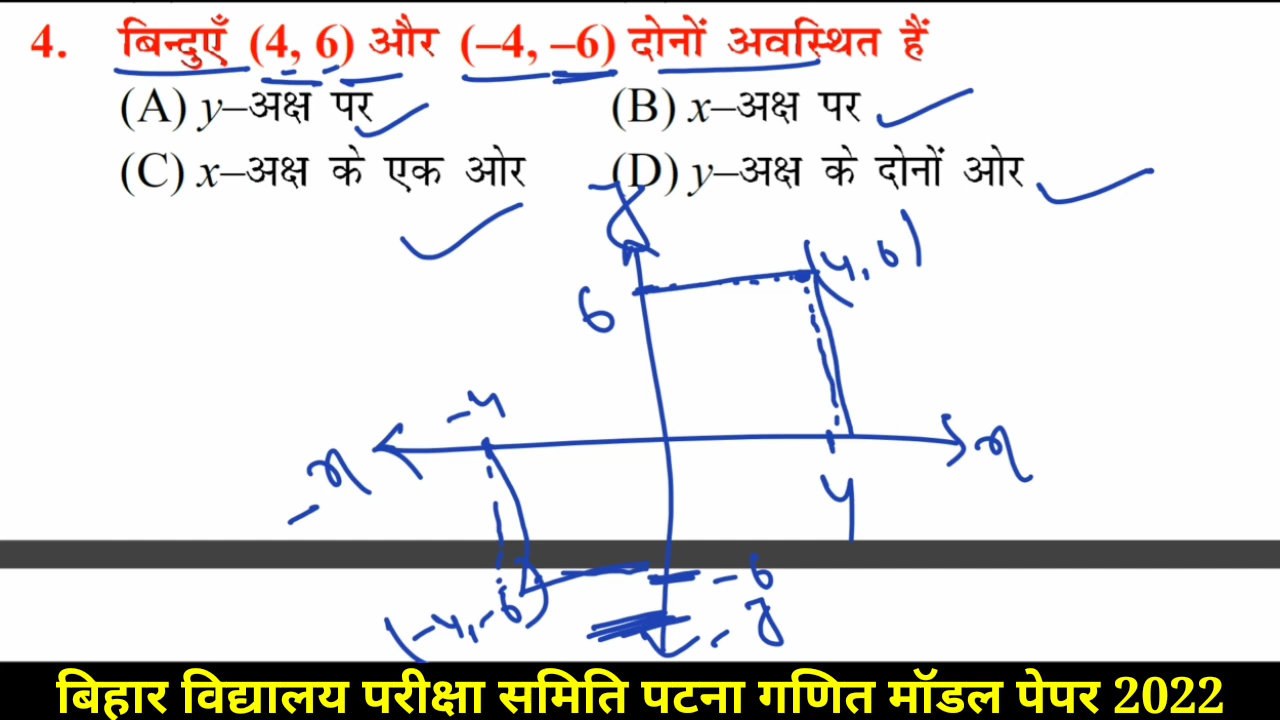 4. बिन्दुएँ (4, 6) और (–4, –6) दोनों अवस्थित हैं
(A) y–अक्ष पर (B) x–अक्ष पर
(C) x–अक्ष के एक ओर (D) y–अक्ष के दोनों ओर
y
(4, 6)
6
-4
-x x
4
-6
(-4, -6)
-y
बिहार विद्यालय परीक्षा समिति पटना गणित मॉडल पेपर 2022